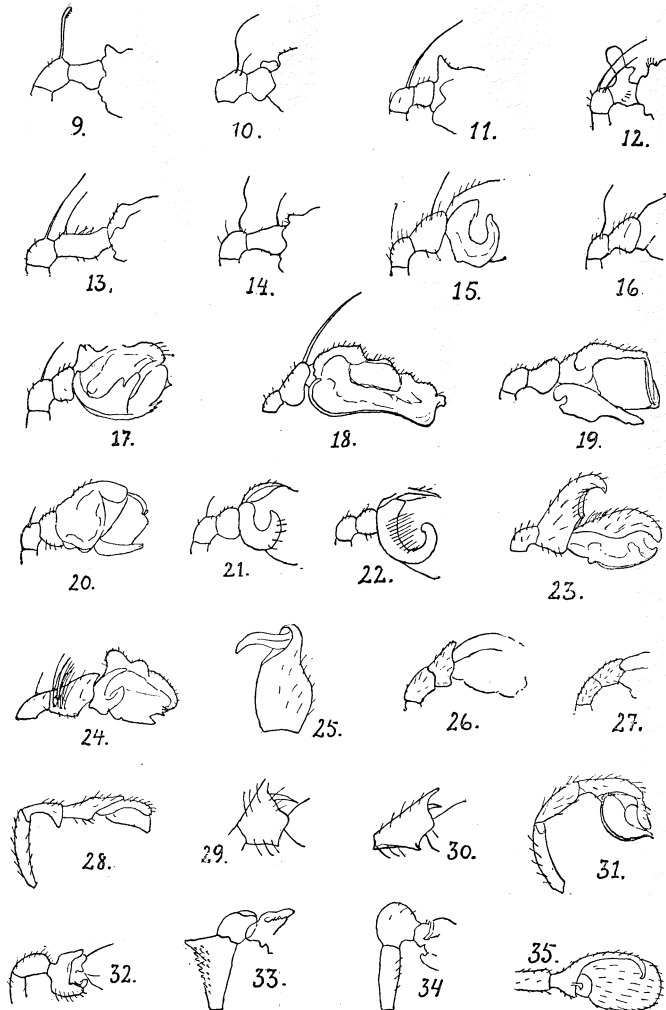 9. 10. 11. 12.
13. 14. 15. 16.
17. 18. 19.
20. 21. 22. 23.
24. 25. 26. 27.
28. 29. 30. 31.
32. 33. 34 35.